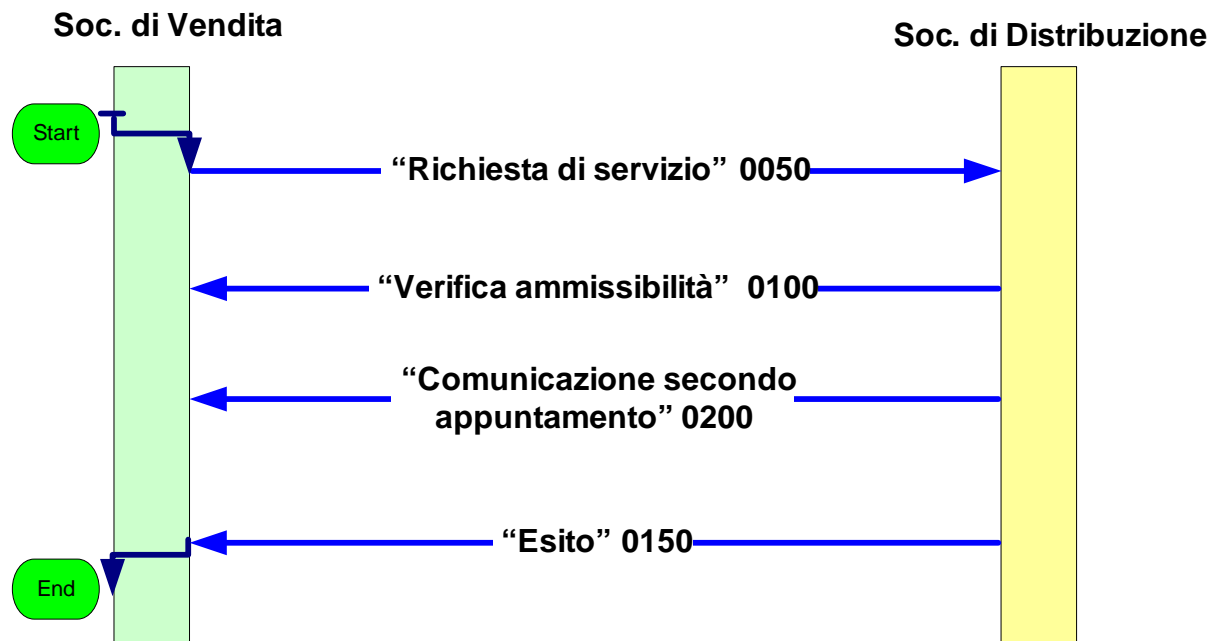 Soc. di Vendita
Soc. di Distribuzione
Start
“Richiesta di servizio” 0050
“Verifica ammissibilità” 0100
“Comunicazione secondo
appuntamento” 0200
“Esito” 0150
End